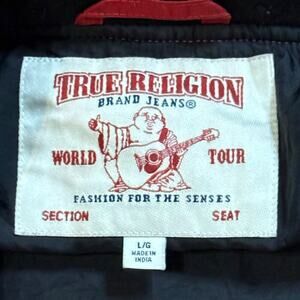 TRUE RELIGION
BRAND JEANS®
WORLD TOUR
FASHION FOR THE SENSES
SECTION SEAT
L/G
MADE IN
INDIA